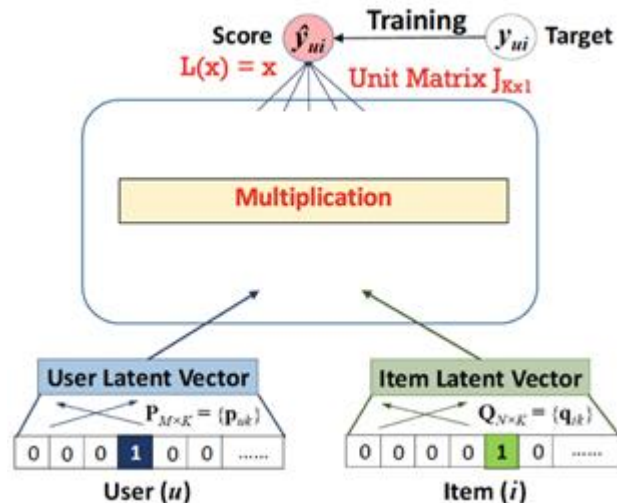 Training
Score ŷui yui Target
L(x) = x
Unit Matrix JKx1
Multiplication
User Latent Vector Item Latent Vector
PM×K = {puk} QN×K = {qik}
0 0 0 1 0 0 ...... 0 0 0 0 1 0 ......
User (u) Item (i)